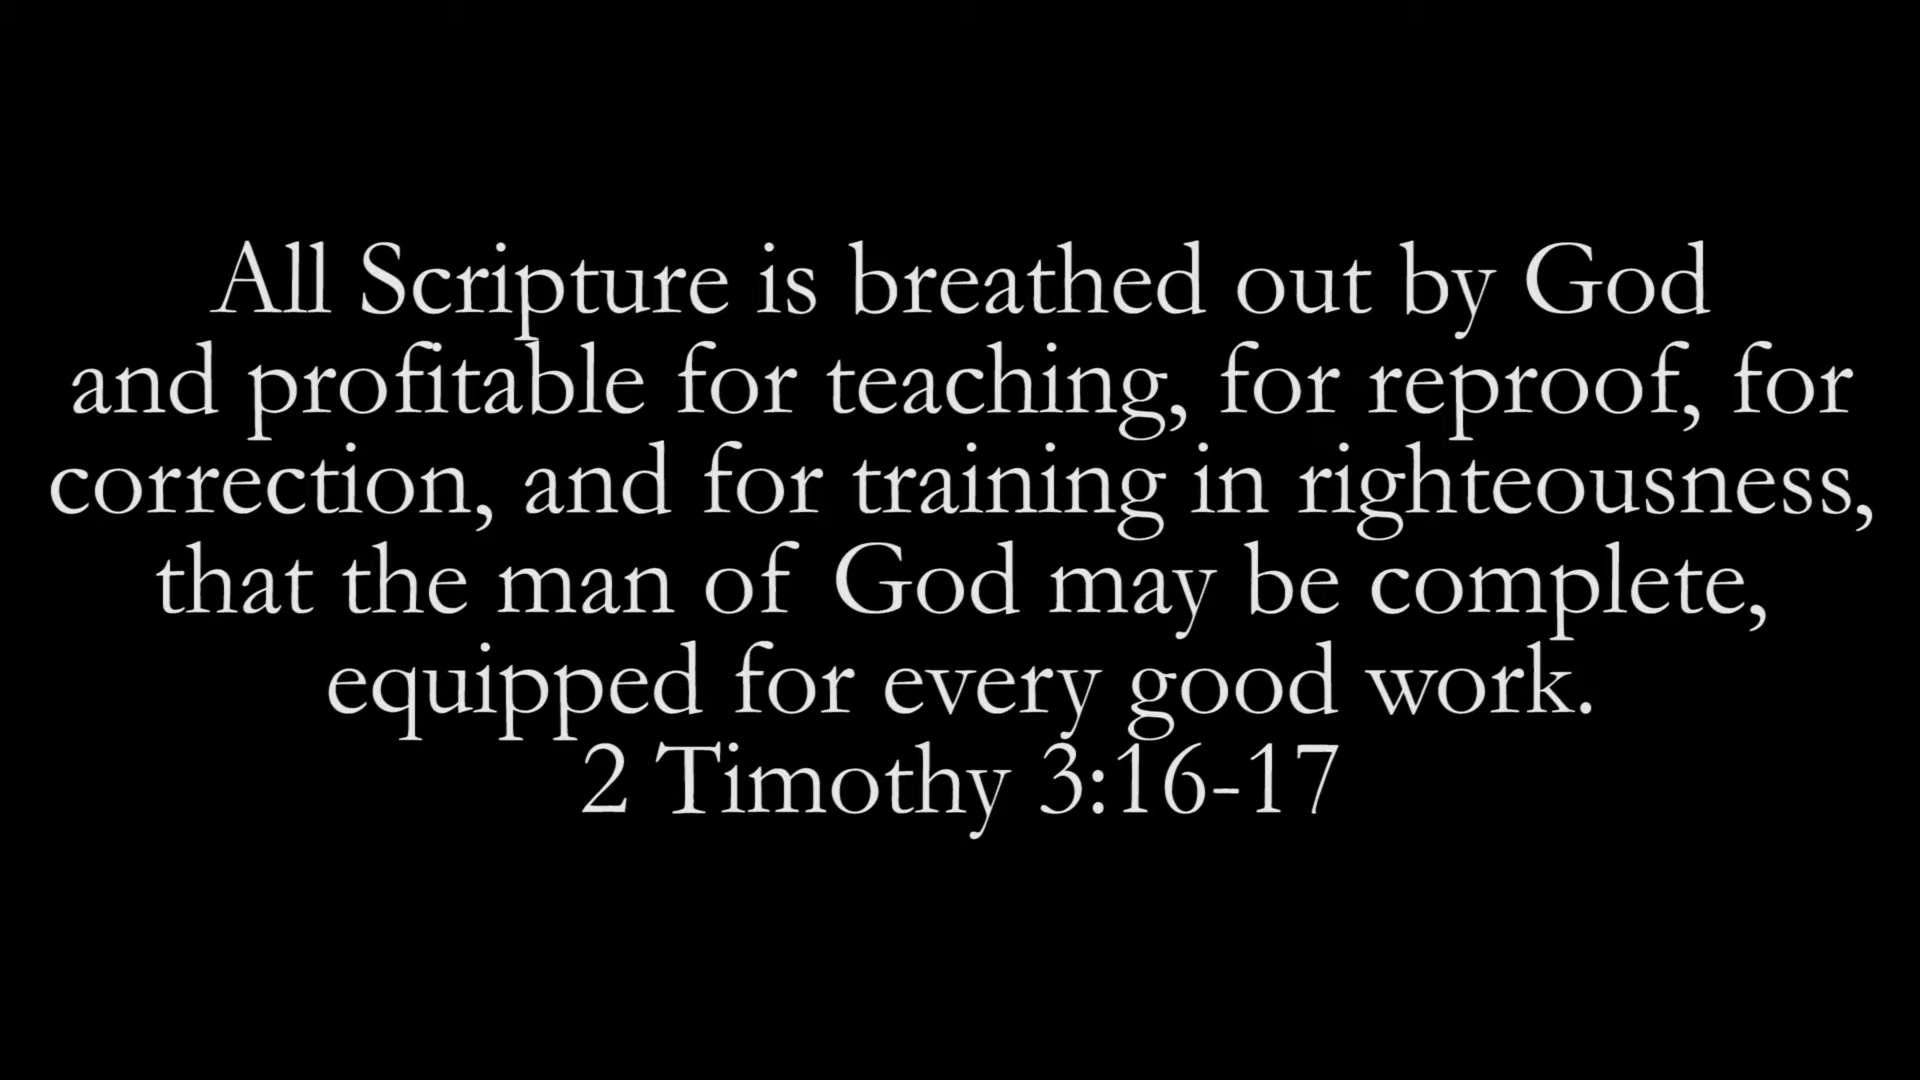 All Scripture is breathed out by God
and profitable for teaching, for reproof, for
correction, and for training in righteousness,
that the man of God may be complete,
equipped for every good work.
2 Timothy 3:16-17